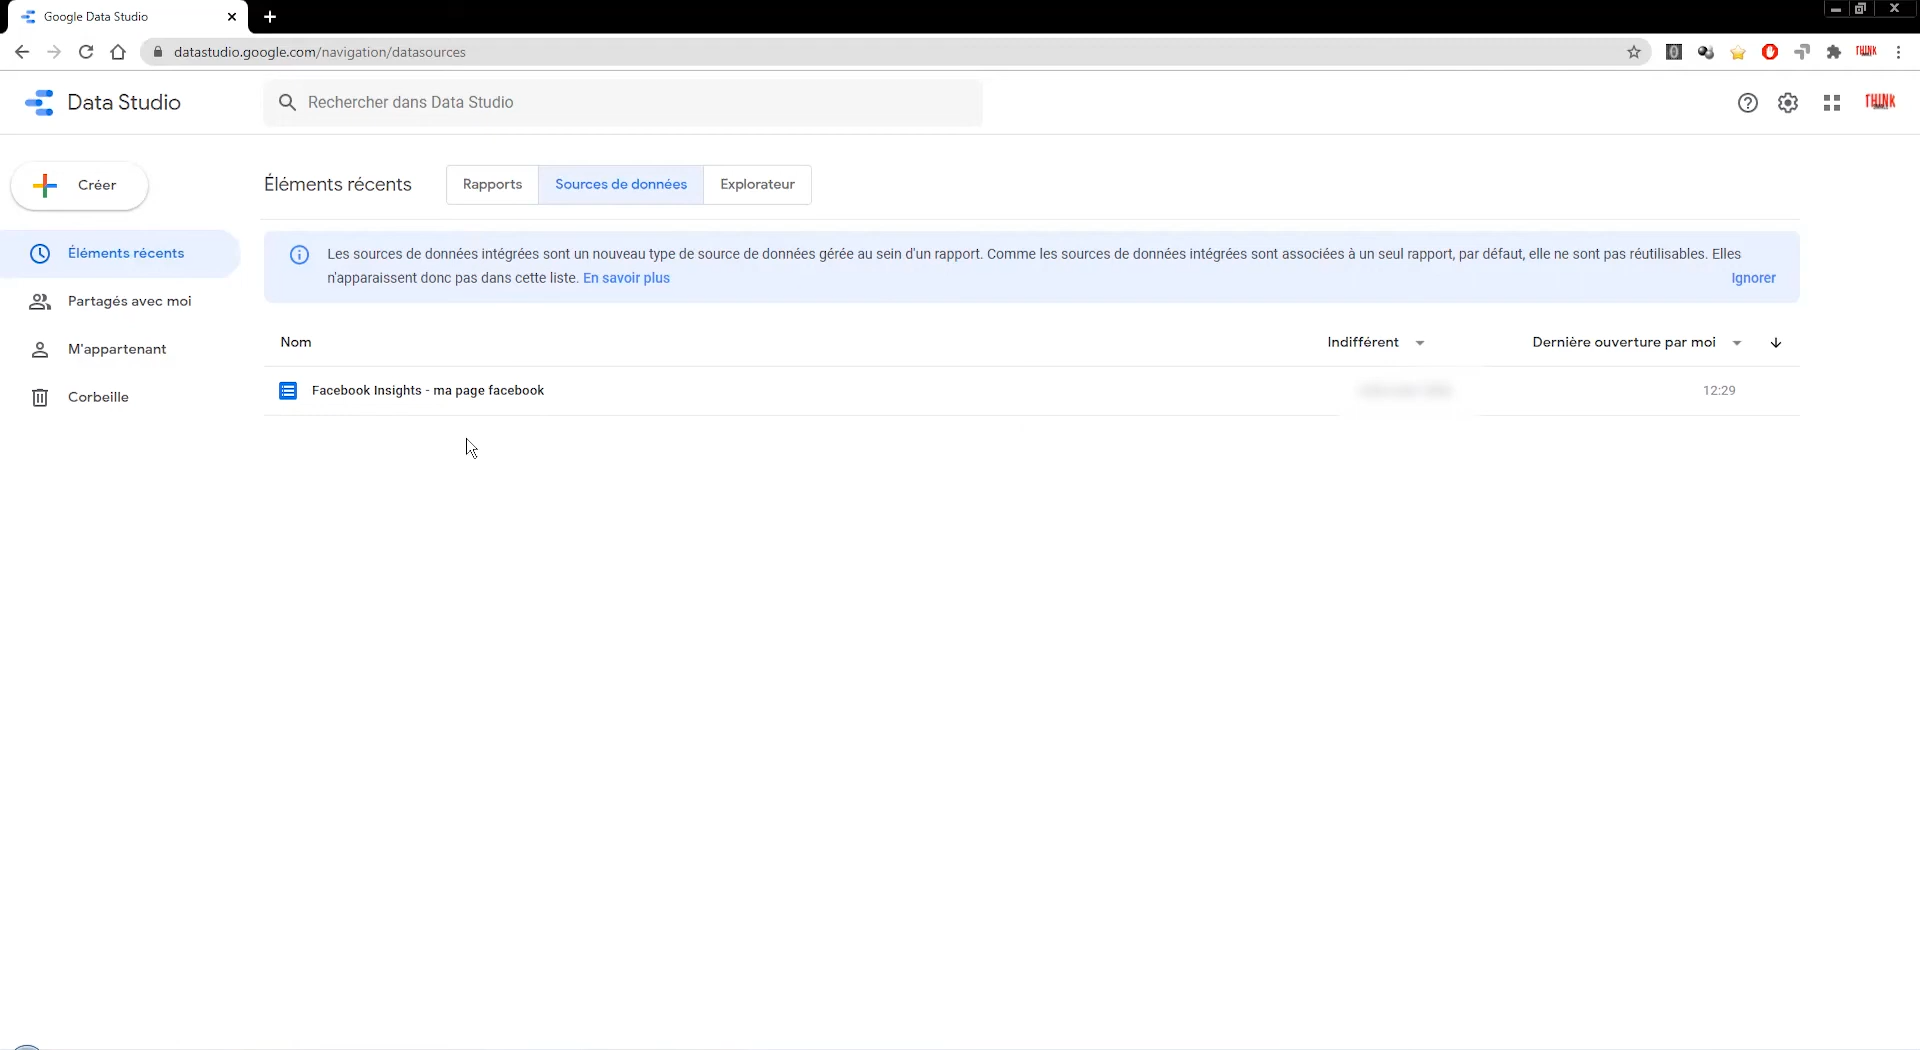 Google Data Studio
datastudio.google.com/navigation/datasources
THINK
Data Studio
Rechercher dans Data Studio
THINK
Créer
Éléments récents
Rapports
Sources de données
Explorateur
Éléments récents
Partagés avec moi
M'appartenant
Corbeille
Les sources de données intégrées sont un nouveau type de source de données gérée au sein d'un rapport. Comme les sources de données intégrées sont associées à un seul rapport, par défaut, elle ne sont pas réutilisables. Elles
n'apparaissent donc pas dans cette liste. En savoir plus
Ignorer
Nom
Indifférent
Dernière ouverture par moi
Facebook Insights - ma page facebook
12:29